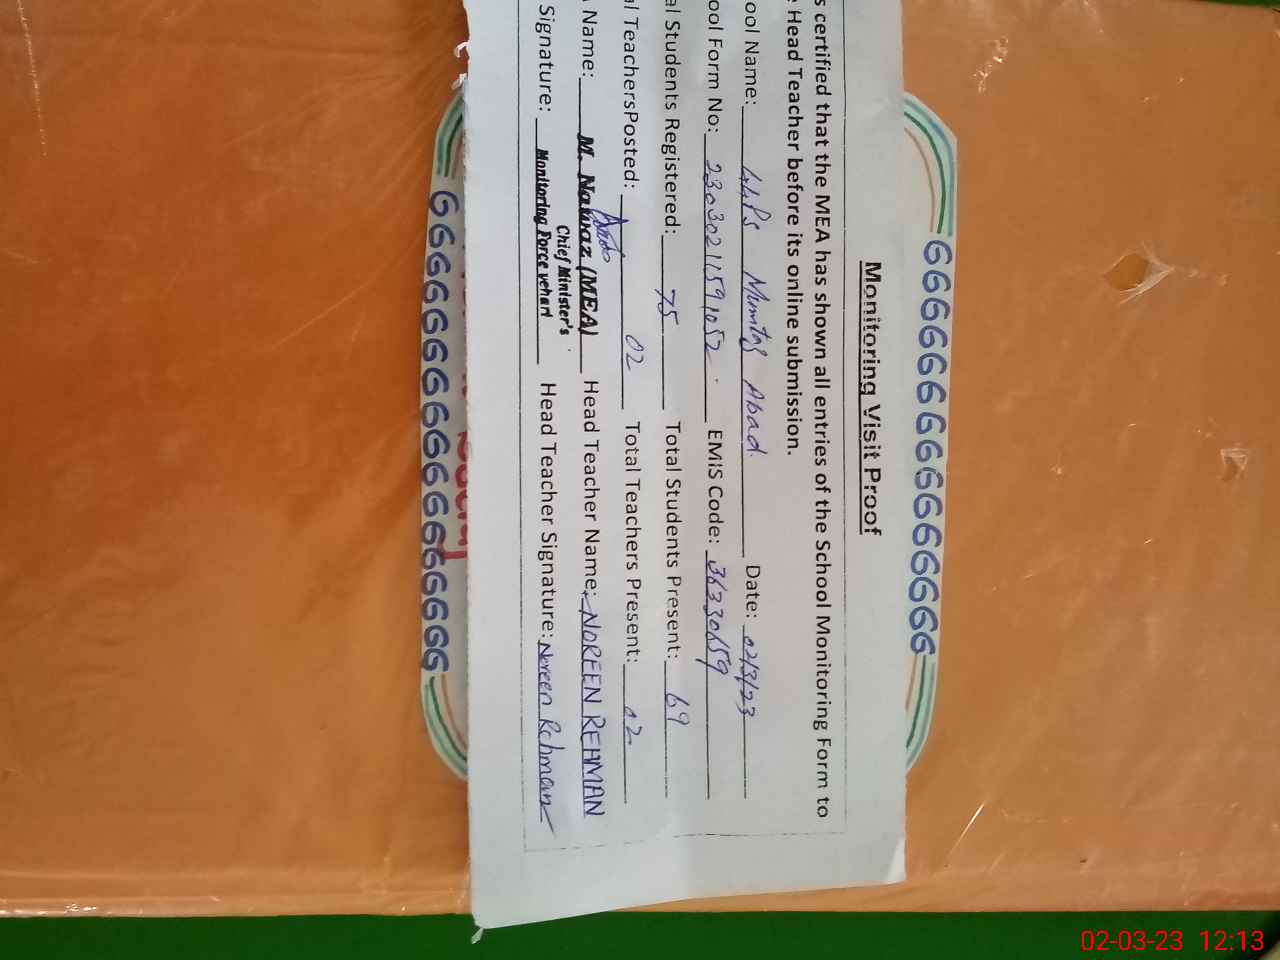 Monitoring Visit Proof
s certified that the MEA has shown all entries of the School Monitoring Form to
Head Teacher before its online submission.
ool Name: GGPS Mumtaz Abad. Date: 02/3/23
ool Form No: 23030211591052 EMIS Code: 36330659
al Students Registered: 75 Total Students Present: 69
al TeachersPosted: 02 Total Teachers Present: 02
Name: M. Nawaz (MEA) Head Teacher Name: NOREEN REHMAN
Chief Minister's
Signature: Monitoring Force vehari Head Teacher Signature: Noreen Rehman
02-03-23 12:13